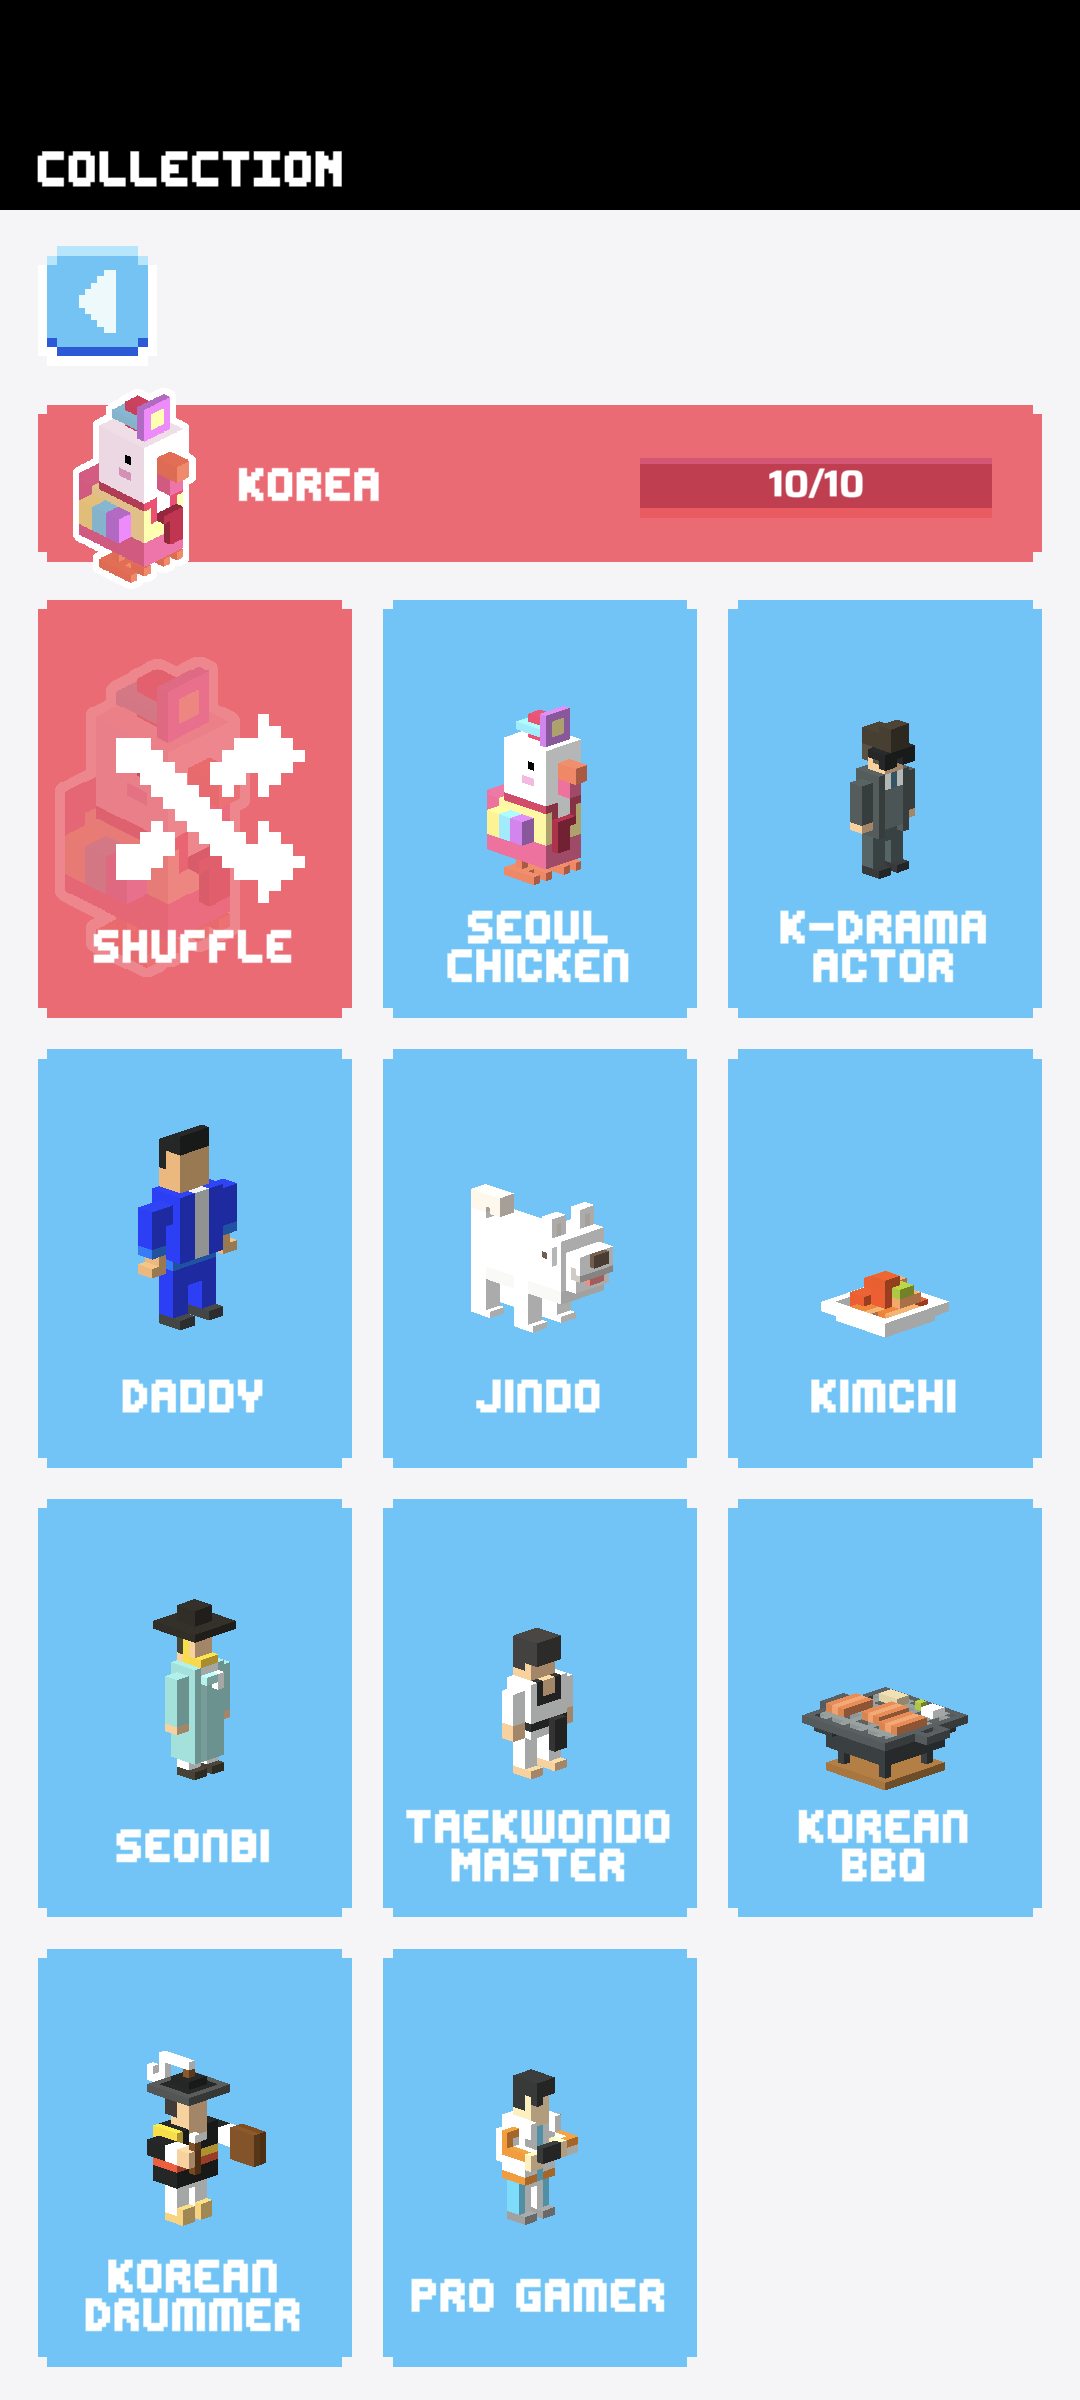 COLLECTION
KOREA
10/10
SHUFFLE
SEOUL
CHICKEN
K-DRAMA
ACTOR
DADDY
JINDO
KIMCHI
SEONBI
TAEKWONDO
MASTER
KOREAN
BBQ
KOREAN
DRUMMER
PRO GAMER